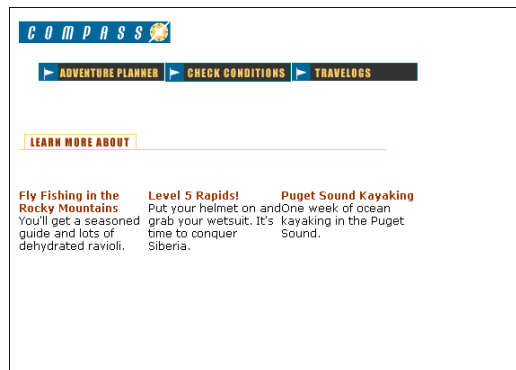 COMPASS
ADVENTURE PLANNER CHECK CONDITIONS TRAVELOGS
LEARN MORE ABOUT
Fly Fishing in the
Rocky Mountains
You'll get a seasoned
guide and lots of
dehydrated ravioli.
Level 5 Rapids!
Put your helmet on and
grab your wetsuit. It's
time to conquer
Siberia.
Puget Sound Kayaking
One week of ocean
kayaking in the Puget
Sound.